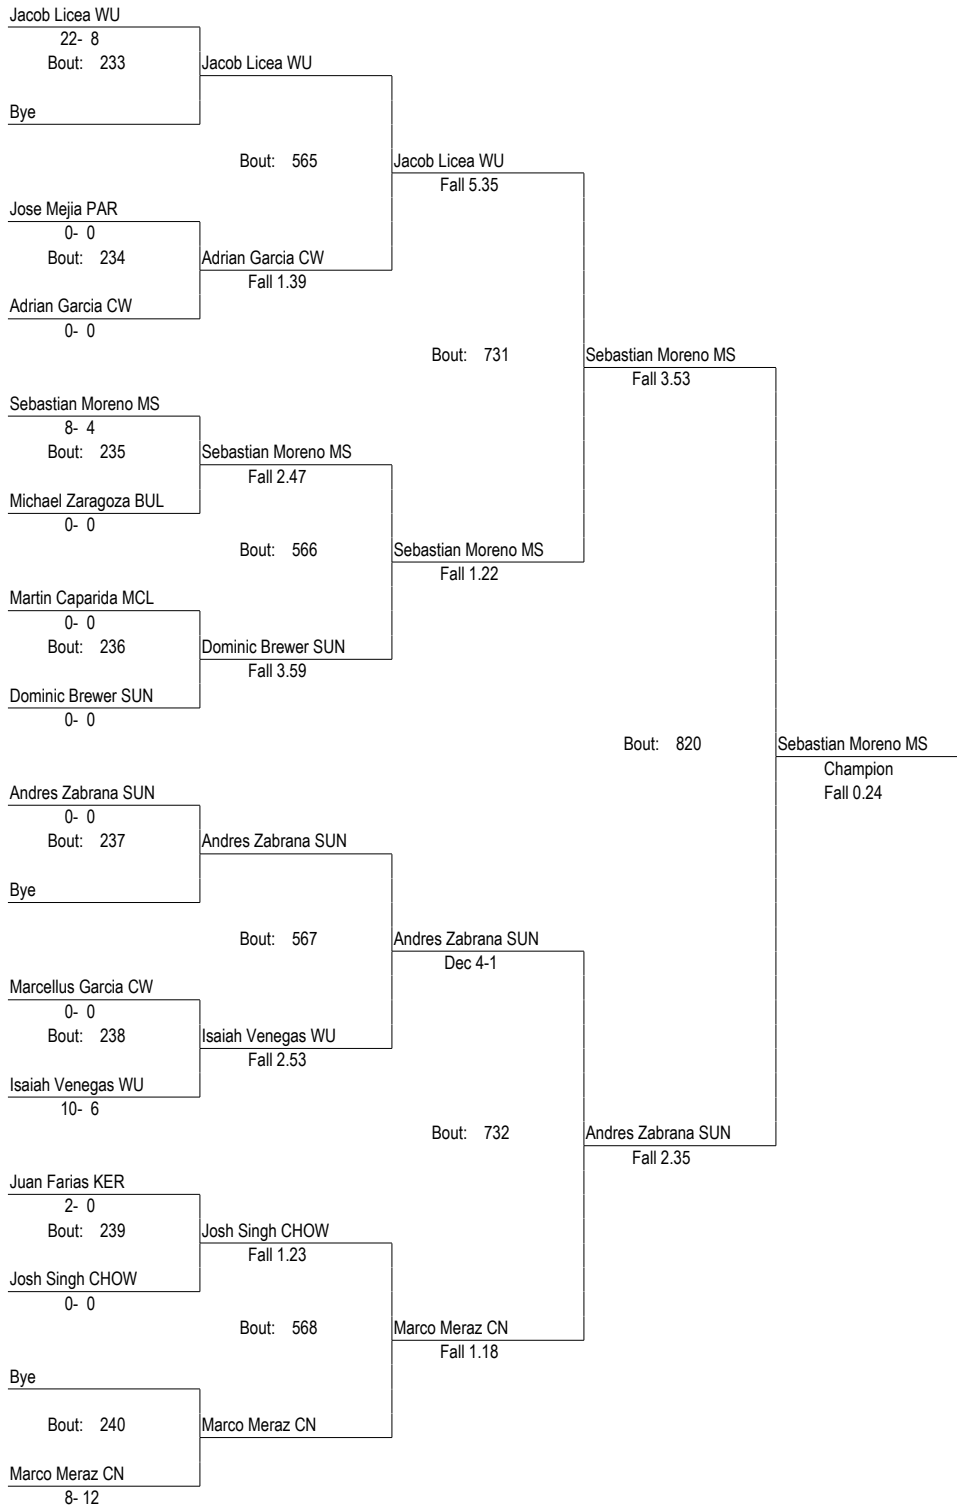 Jacob Licea WU
22- 8
Bout: 233
Jacob Licea WU
Bye
Bout: 565
Jacob Licea WU
Fall 5.35
Jose Mejia PAR
0- 0
Bout: 234
Adrian Garcia CW
Fall 1.39
Adrian Garcia CW
0- 0
Bout: 731
Sebastian Moreno MS
Fall 3.53
Sebastian Moreno MS
8- 4
Bout: 235
Sebastian Moreno MS
Fall 2.47
Michael Zaragoza BUL
0- 0
Bout: 566
Sebastian Moreno MS
Fall 1.22
Martin Caparida MCL
0- 0
Bout: 236
Dominic Brewer SUN
Fall 3.59
Dominic Brewer SUN
0- 0
Bout: 820
Sebastian Moreno MS
Champion
Fall 0.24
Andres Zabrana SUN
0- 0
Bout: 237
Andres Zabrana SUN
Bye
Bout: 567
Andres Zabrana SUN
Dec 4-1
Marcellus Garcia CW
0- 0
Bout: 238
Isaiah Venegas WU
Fall 2.53
Isaiah Venegas WU
10- 6
Bout: 732
Andres Zabrana SUN
Fall 2.35
Juan Farias KER
2- 0
Bout: 239
Josh Singh CHOW
Fall 1.23
Josh Singh CHOW
0- 0
Bout: 568
Marco Meraz CN
Fall 1.18
Bye
Bout: 240
Marco Meraz CN
Marco Meraz CN
8- 12